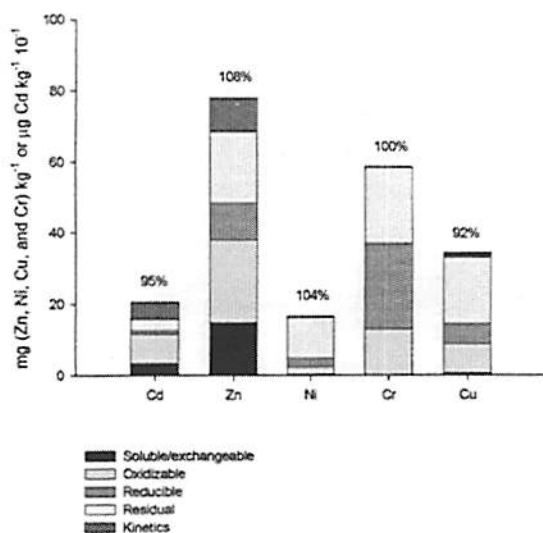 mg (Zn, Ni, Cu, and Cr) kg⁻¹ or µg Cd kg⁻¹ 10⁻¹
100
80
60
40
20
0
95%
108%
104%
100%
92%
Cd Zn Ni Cr Cu
Soluble/exchangeable
Oxidizable
Reducible
Residual
Kinetics